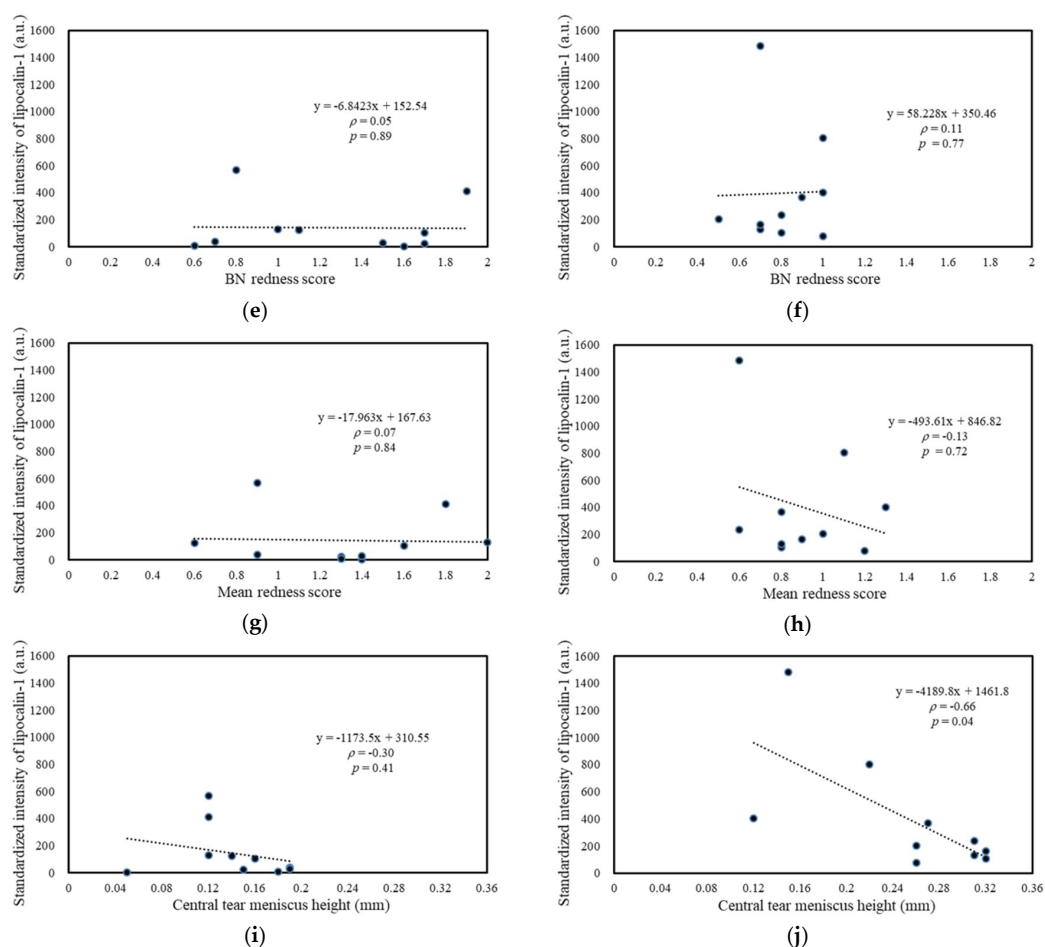 Standardized intensity of lipocalin-1 (a.u.)
1600
1400
1200
1000
800
600
400
200
0
y = -6.8423x + 152.54
ρ = 0.05
p = 0.89
0 0.2 0.4 0.6 0.8 1 1.2 1.4 1.6 1.8 2
BN redness score
(e)
Standardized intensity of lipocalin-1 (a.u.)
1600
1400
1200
1000
800
600
400
200
0
y = 58.228x + 350.46
ρ = 0.11
p = 0.77
0 0.2 0.4 0.6 0.8 1 1.2 1.4 1.6 1.8 2
BN redness score
(f)
Standardized intensity of lipocalin-1 (a.u.)
1600
1400
1200
1000
800
600
400
200
0
y = -17.963x + 167.63
ρ = 0.07
p = 0.84
0 0.2 0.4 0.6 0.8 1 1.2 1.4 1.6 1.8 2
Mean redness score
(g)
Standardized intensity of lipocalin-1 (a.u.)
1600
1400
1200
1000
800
600
400
200
0
y = -493.61x + 846.82
ρ = -0.13
p = 0.72
0 0.2 0.4 0.6 0.8 1 1.2 1.4 1.6 1.8 2
Mean redness score
(h)
Standardized intensity of lipocalin-1 (a.u.)
1600
1400
1200
1000
800
600
400
200
0
y = -1173.5x + 310.55
ρ = -0.30
p = 0.41
0 0.04 0.08 0.12 0.16 0.2 0.24 0.28 0.32 0.36
Central tear meniscus height (mm)
(i)
Standardized intensity of lipocalin-1 (a.u.)
1600
1400
1200
1000
800
600
400
200
0
y = -4189.8x + 1461.8
ρ = -0.66
p = 0.04
0 0.04 0.08 0.12 0.16 0.2 0.24 0.28 0.32 0.36
Central tear meniscus height (mm)
(j)